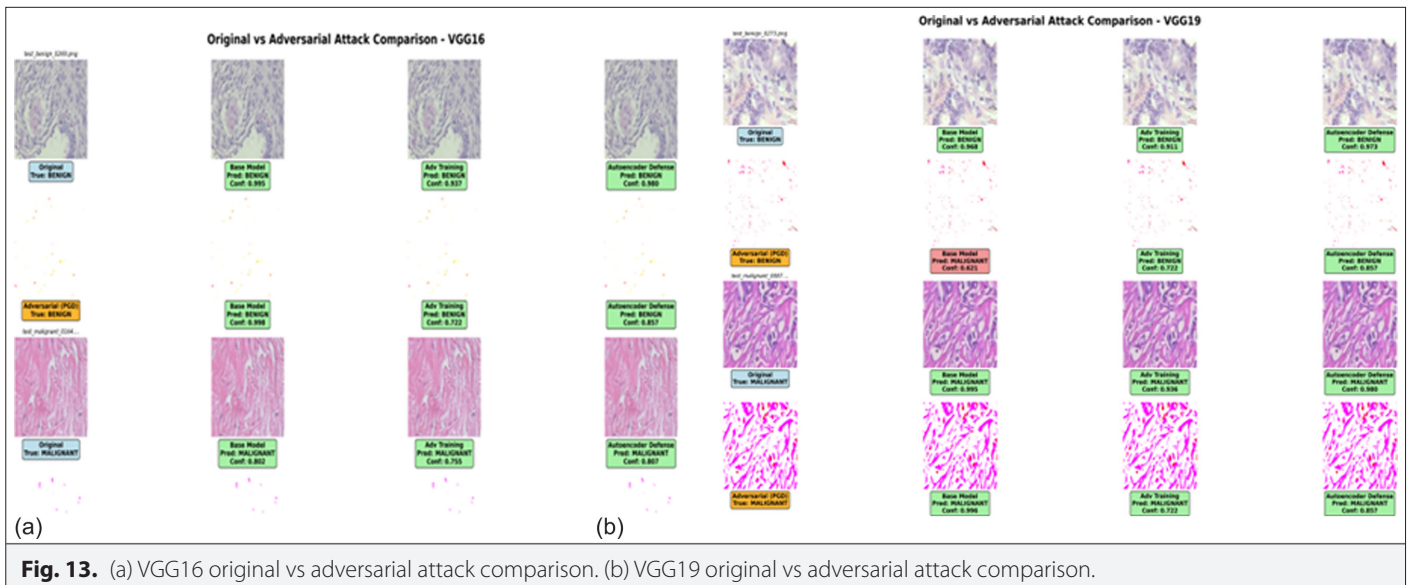 Original vs Adversarial Attack Comparison - VGG16
Original
True: BENIGN
Base Model
Pred: BENIGN
Conf: 0.995
Adv Training
Pred: BENIGN
Conf: 0.937
Autoencoder Defense
Pred: BENIGN
Conf: 0.980
Adversarial (PGD)
True: BENIGN
Base Model
Pred: BENIGN
Conf: 0.998
Adv Training
Pred: BENIGN
Conf: 0.722
Autoencoder Defense
Pred: BENIGN
Conf: 0.857
Original
True: MALIGNANT
Base Model
Pred: MALIGNANT
Conf: 0.802
Adv Training
Pred: MALIGNANT
Conf: 0.755
Autoencoder Defense
Pred: MALIGNANT
Conf: 0.807
(a)
Original vs Adversarial Attack Comparison - VGG19
Original
True: BENIGN
Base Model
Pred: BENIGN
Conf: 0.968
Adv Training
Pred: BENIGN
Conf: 0.911
Autoencoder Defense
Pred: BENIGN
Conf: 0.973
Adversarial (PGD)
True: BENIGN
Base Model
Pred: MALIGNANT
Conf: 0.621
Adv Training
Pred: BENIGN
Conf: 0.722
Autoencoder Defense
Pred: BENIGN
Conf: 0.857
Original
True: MALIGNANT
Base Model
Pred: MALIGNANT
Conf: 0.995
Adv Training
Pred: MALIGNANT
Conf: 0.936
Autoencoder Defense
Pred: MALIGNANT
Conf: 0.980
Adversarial (PGD)
True: MALIGNANT
Base Model
Pred: MALIGNANT
Conf: 0.996
Adv Training
Pred: MALIGNANT
Conf: 0.722
Autoencoder Defense
Pred: MALIGNANT
Conf: 0.857
(b)
Fig. 13. (a) VGG16 original vs adversarial attack comparison. (b) VGG19 original vs adversarial attack comparison.